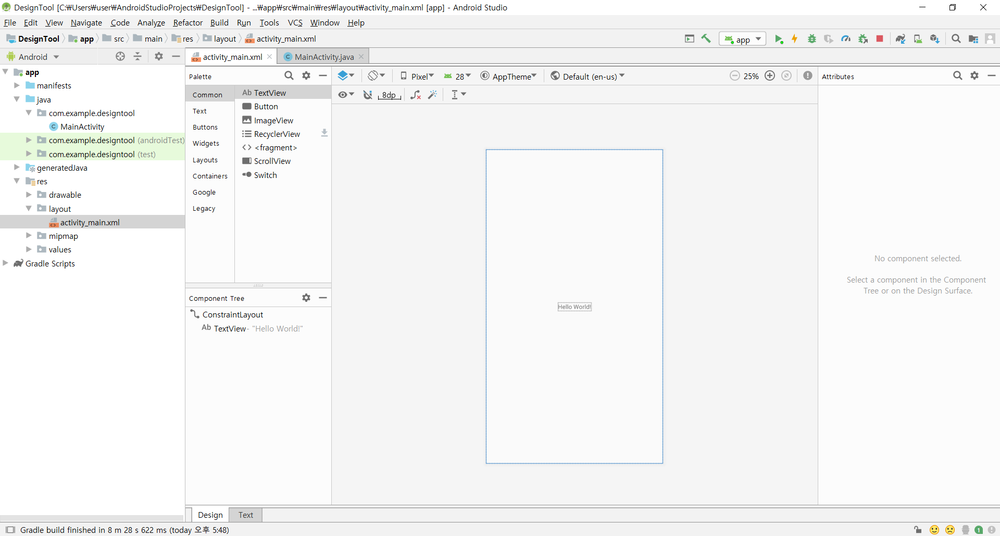 DesignTool [C:￦Users￦user￦AndroidStudioProjects￦DesignTool] - ...￦app￦src￦main￦res￦layout￦activity_main.xml [app] - Android Studio
File Edit View Navigate Code Analyze Refactor Build Run Tools VCS Window Help
DesignTool app src main res layout activity_main.xml app
Android
activity_main.xml MainActivity.java
app
manifests
java
com.example.designtool
MainActivity
com.example.designtool (androidTest)
com.example.designtool (test)
generatedJava
res
drawable
layout
activity_main.xml
mipmap
values
Gradle Scripts
Palette
Common
Text
Buttons
Widgets
Layouts
Containers
Google
Legacy
Ab TextView
Button
ImageView
RecyclerView
<fragment>
ScrollView
Switch
Component Tree
ConstraintLayout
Ab TextView- "Hello World!"
Pixel 28 AppTheme Default (en-us) 25%
8dp
Hello World!
Attributes
No component selected.
Select a component in the Component
Tree or on the Design Surface.
Design Text
Gradle build finished in 8 m 28 s 622 ms (today 오후 5:48)
1